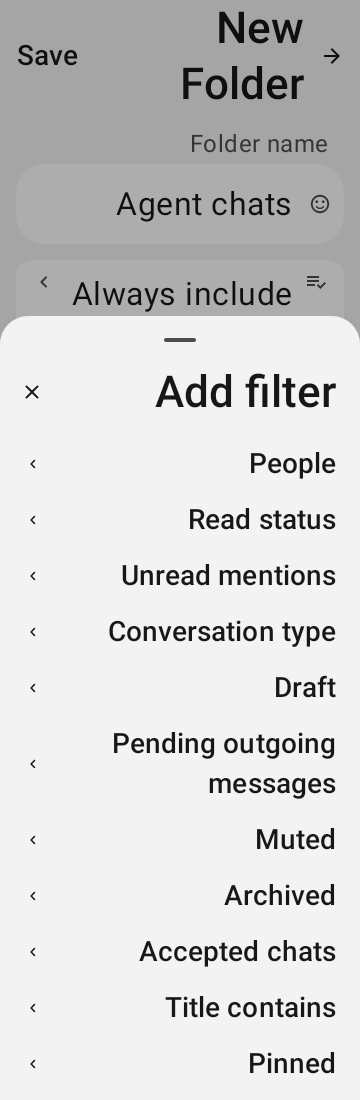 New
Folder
Save
Folder name
Agent chats
Always include
Add filter
People
Read status
Unread mentions
Conversation type
Draft
Pending outgoing
messages
Muted
Archived
Accepted chats
Title contains
Pinned